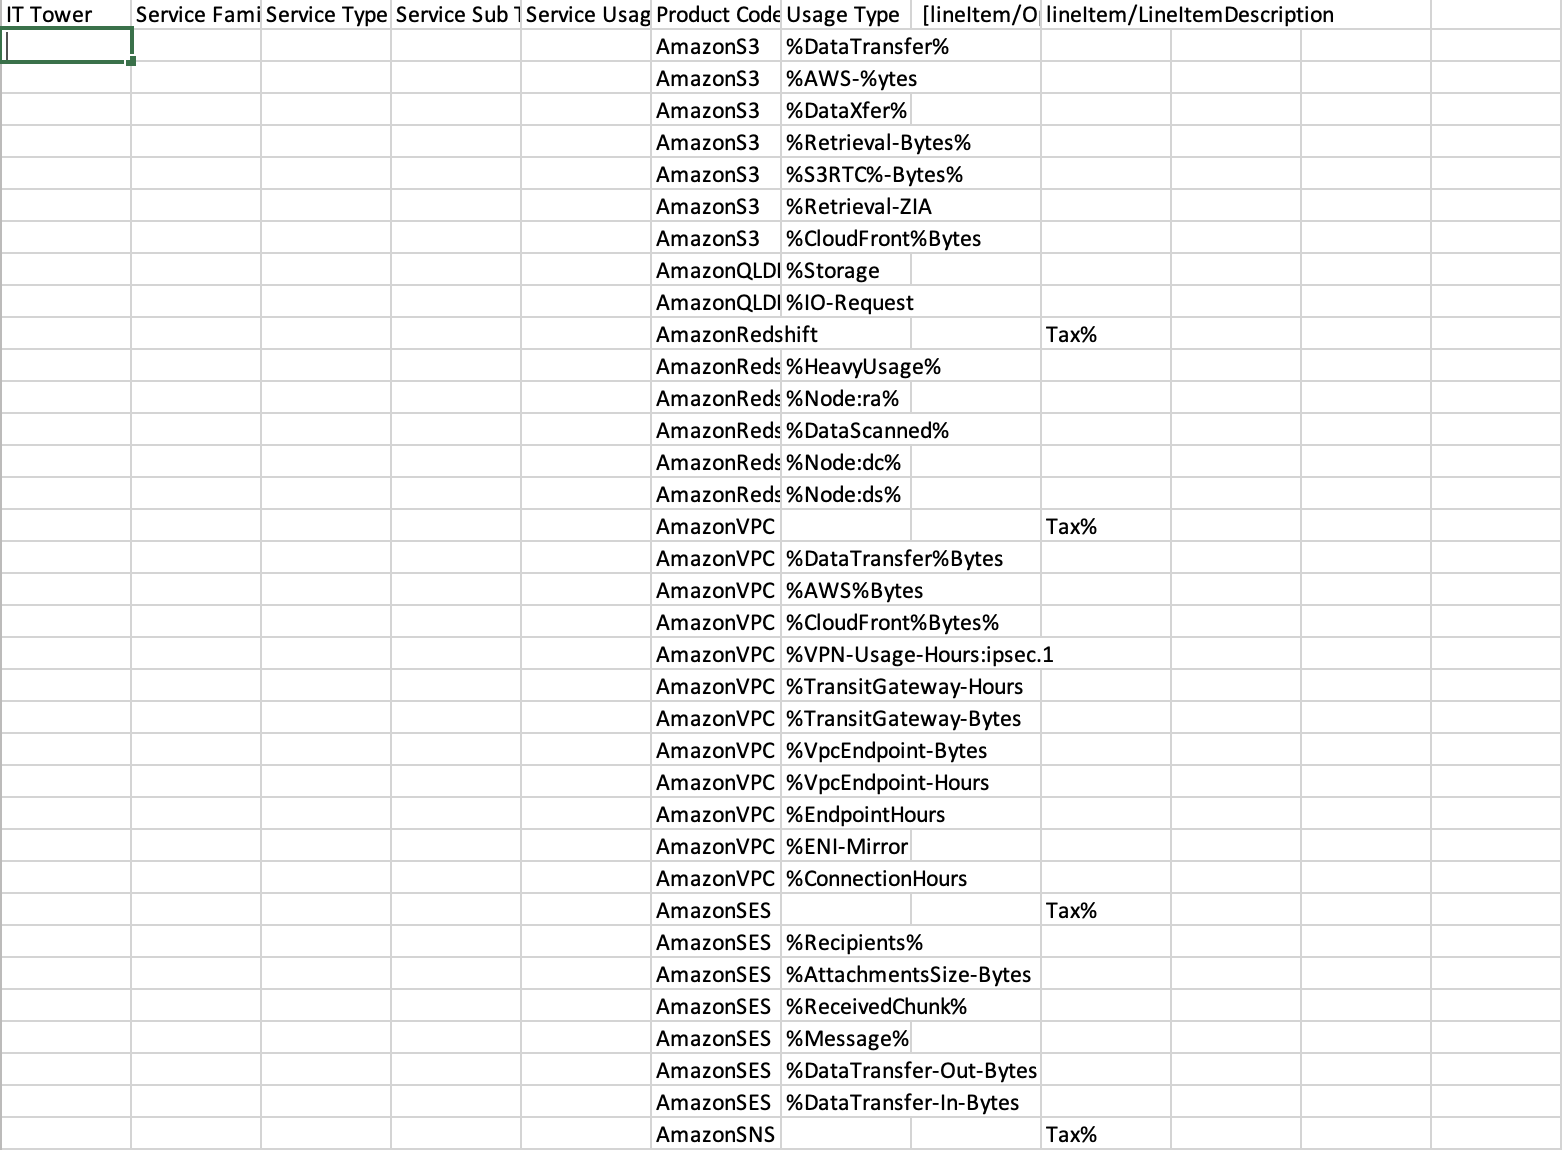 IT Tower Service Fami Service Type Service Sub T Service Usag Product Code Usage Type [lineItem/O lineItem/LineItemDescription
AmazonS3 %DataTransfer%
AmazonS3 %AWS-%ytes
AmazonS3 %DataXfer%
AmazonS3 %Retrieval-Bytes%
AmazonS3 %S3RTC%-Bytes%
AmazonS3 %Retrieval-ZIA
AmazonS3 %CloudFront%Bytes
AmazonQLD %Storage
AmazonQLD %IO-Request
AmazonRedshift Tax%
AmazonReds %HeavyUsage%
AmazonReds %Node:ra%
AmazonReds %DataScanned%
AmazonReds %Node:dc%
AmazonReds %Node:ds%
AmazonVPC Tax%
AmazonVPC %DataTransfer%Bytes
AmazonVPC %AWS%Bytes
AmazonVPC %CloudFront%Bytes%
AmazonVPC %VPN-Usage-Hours:ipsec.1
AmazonVPC %TransitGateway-Hours
AmazonVPC %TransitGateway-Bytes
AmazonVPC %VpcEndpoint-Bytes
AmazonVPC %VpcEndpoint-Hours
AmazonVPC %EndpointHours
AmazonVPC %ENI-Mirror
AmazonVPC %ConnectionHours
AmazonSES Tax%
AmazonSES %Recipients%
AmazonSES %AttachmentsSize-Bytes
AmazonSES %ReceivedChunk%
AmazonSES %Message%
AmazonSES %DataTransfer-Out-Bytes
AmazonSES %DataTransfer-In-Bytes
AmazonSNS Tax%